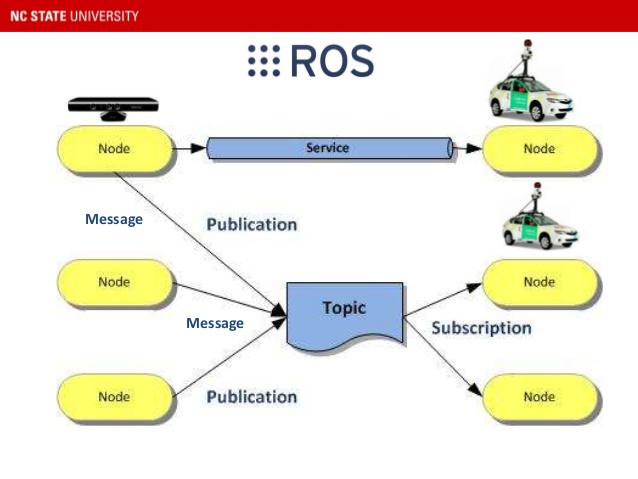 NC STATE UNIVERSITY
ROS
Node
Service
Node
Message
Publication
Node
Topic
Node
Message
Subscription
Node
Publication
Node